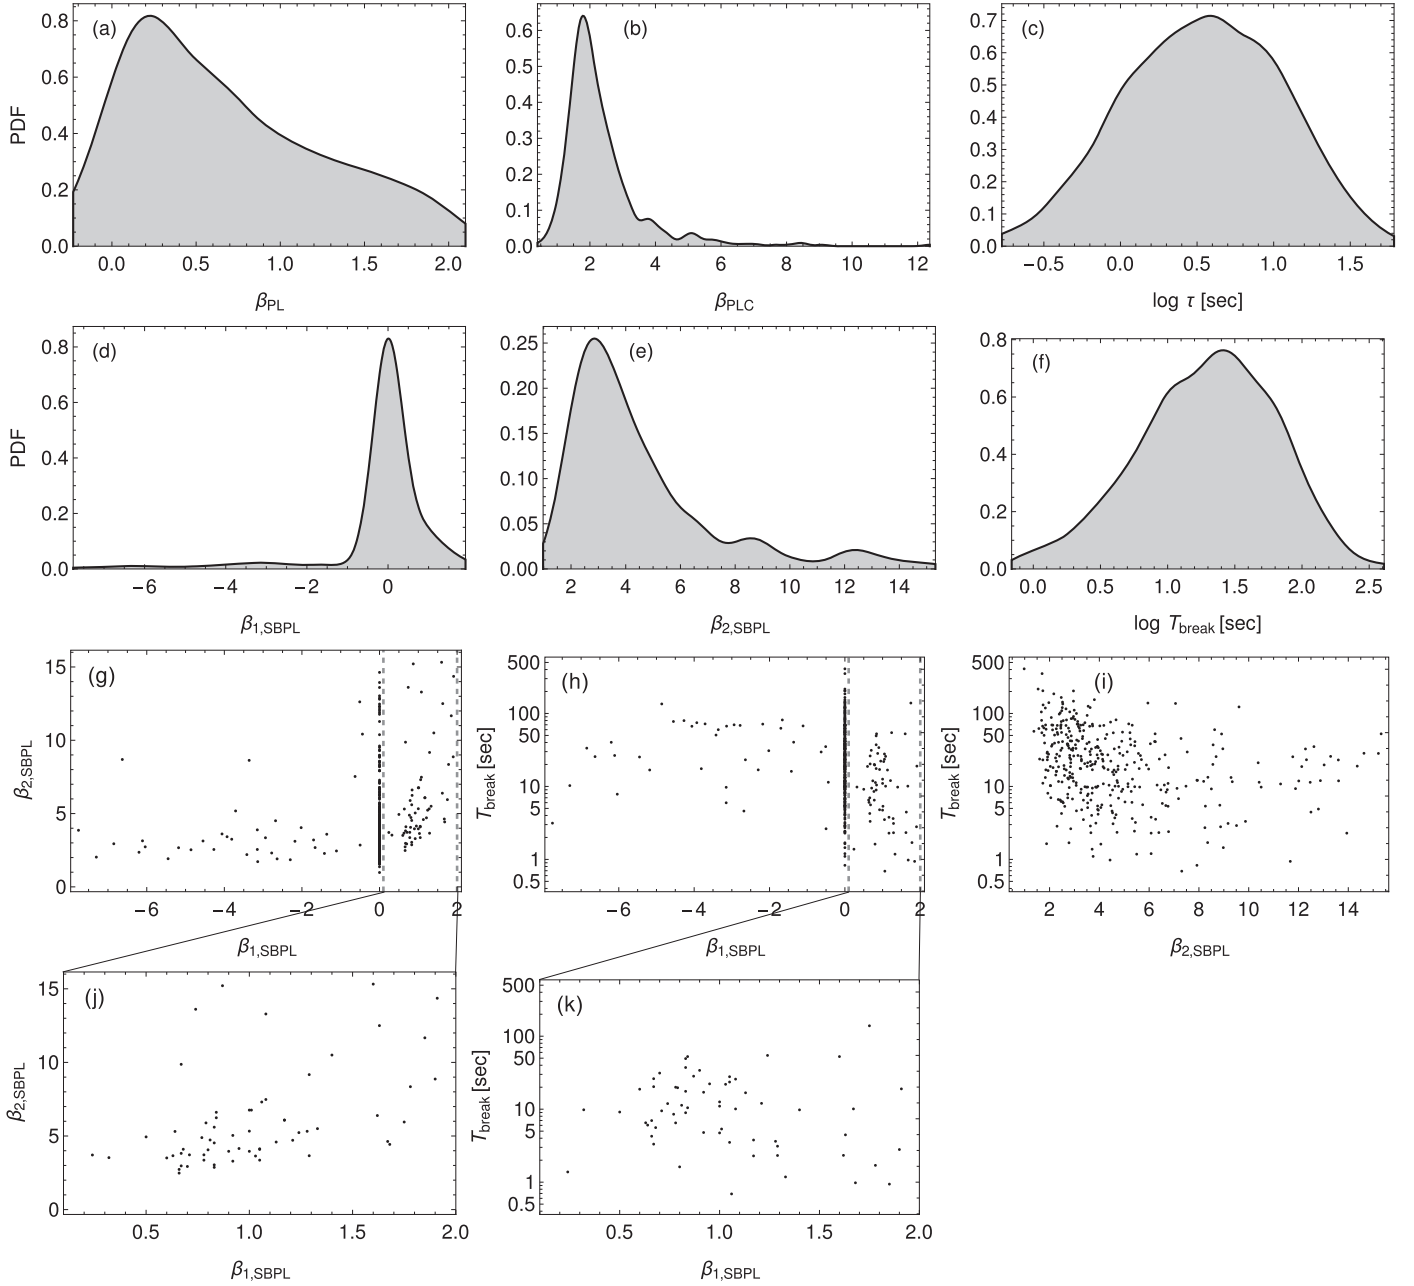 (a) (b) (c)
PDF
0.8 0.6 0.4 0.2 0.0
0.0 0.5 1.0 1.5 2.0
βPL
0.6 0.5 0.4 0.3 0.2 0.1 0.0
2 4 6 8 10 12
βPLC
0.7 0.6 0.5 0.4 0.3 0.2 0.1 0.0
−0.5 0.0 0.5 1.0 1.5
log τ [sec]
(d) (e) (f)
PDF
0.8 0.6 0.4 0.2 0.0
−6 −4 −2 0
β1,SBPL
0.25 0.20 0.15 0.10 0.05 0.00
2 4 6 8 10 12 14
β2,SBPL
0.8 0.6 0.4 0.2 0.0
0.0 0.5 1.0 1.5 2.0 2.5
log Tbreak [sec]
(g) (h) (i)
β2,SBPL
15 10 5 0
−6 −4 −2 0 2
β1,SBPL
Tbreak [sec]
500 100 50 10 5 1 0.5
−6 −4 −2 0 2
β1,SBPL
Tbreak [sec]
500 100 50 10 5 1 0.5
2 4 6 8 10 12 14
β2,SBPL
(j) (k)
β2,SBPL
15 10 5 0
0.5 1.0 1.5 2.0
β1,SBPL
Tbreak [sec]
500 100 50 10 5 1 0.5
0.5 1.0 1.5 2.0
β1,SBPL